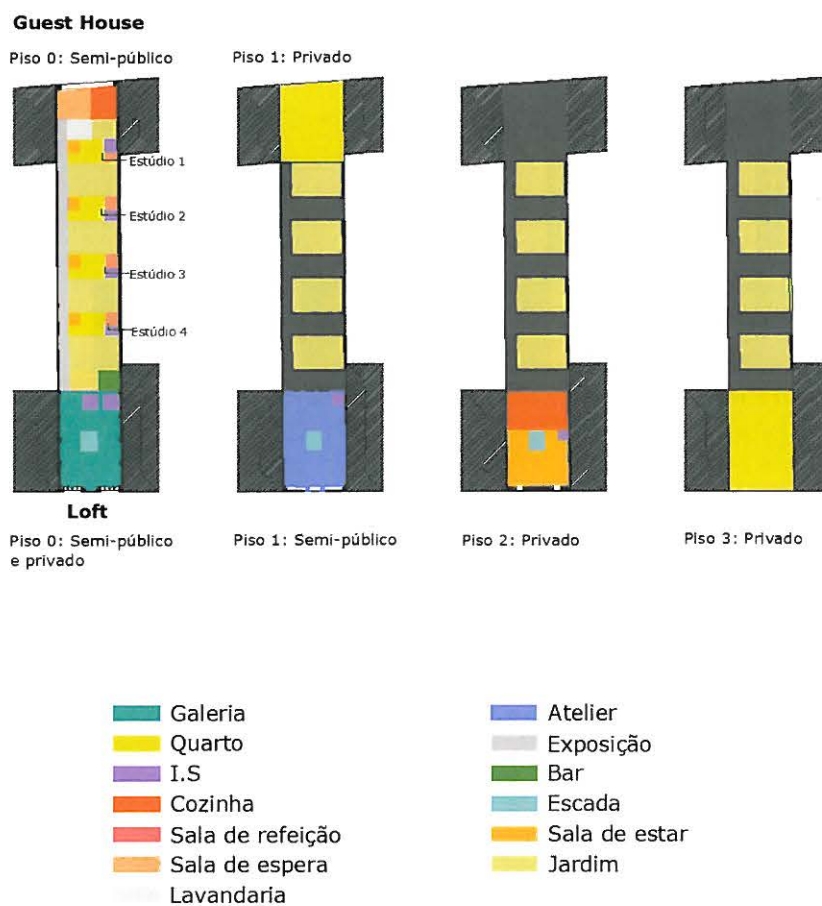 Guest House
Piso 0: Semi-público
Piso 1: Privado
Estúdio 1
Estúdio 2
Estúdio 3
Estúdio 4
Loft
Piso 0: Semi-público
e privado
Piso 1: Semi-público
Piso 2: Privado
Piso 3: Privado
Galeria
Quarto
I.S
Cozinha
Sala de refeição
Sala de espera
Lavandaria
Atelier
Exposição
Bar
Escada
Sala de estar
Jardim